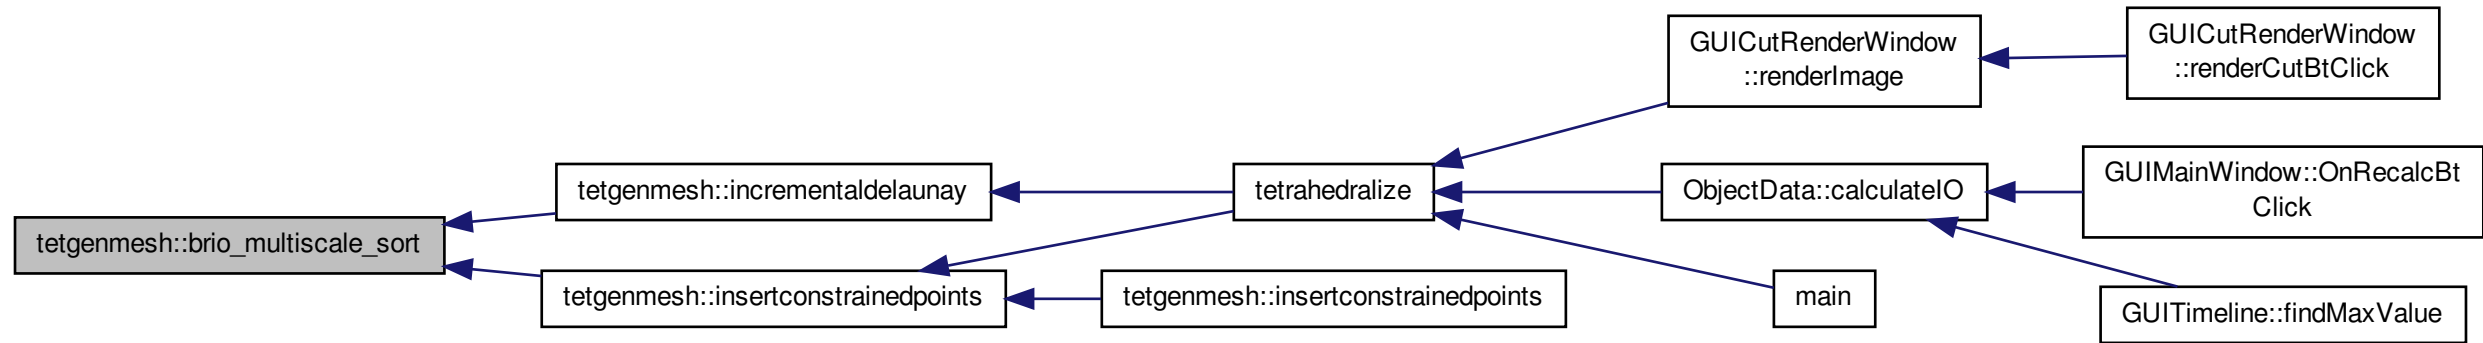 tetgenmesh::brio_multiscale_sort
tetgenmesh::incrementaldelaunay
tetgenmesh::insertconstrainedpoints
tetrahedralize
tetgenmesh::insertconstrainedpoints
GUICutRenderWindow
::renderImage
ObjectData::calculateIO
main
GUICutRenderWindow
::renderCutBtClick
GUIMainWindow::OnRecalcBt
Click
GUITimeline::findMaxValue